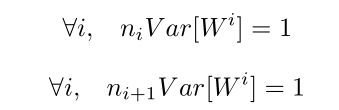 ∀i, n_i Var[W^i] = 1
∀i, n_{i+1} Var[W^i] = 1